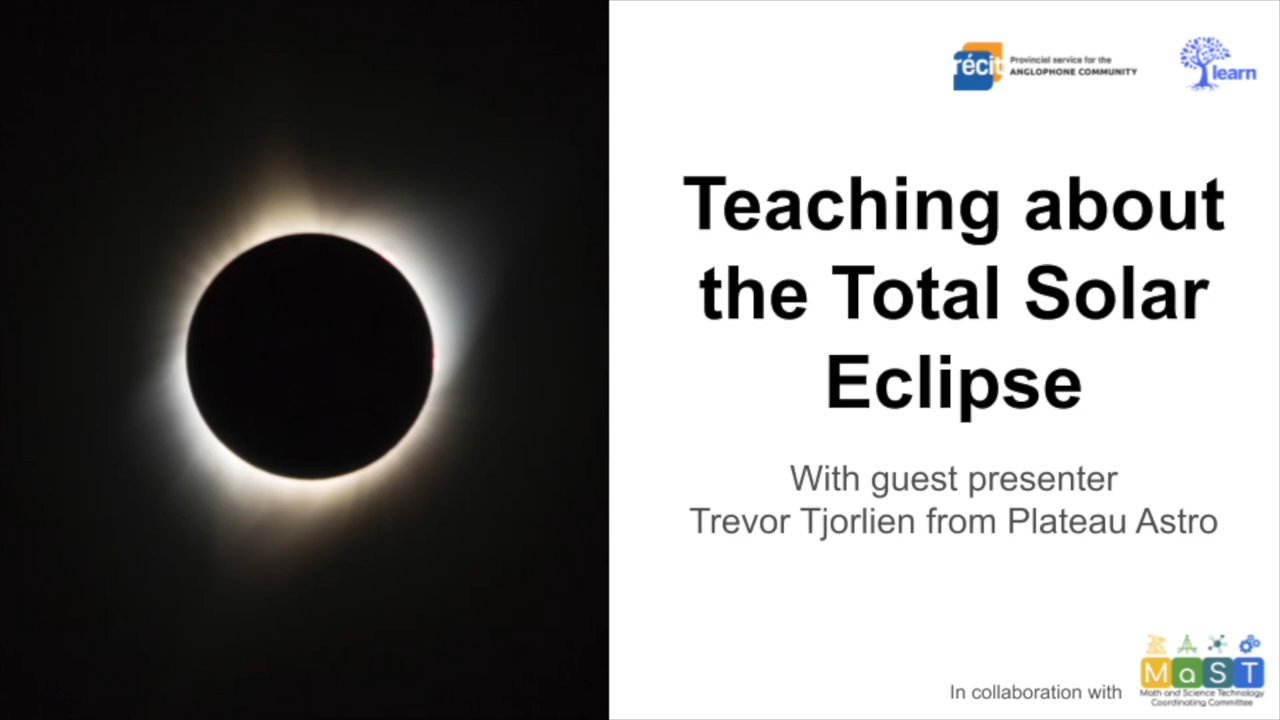 récit
Provincial service for the
ANGLOPHONE COMMUNITY
learn
Teaching about
the Total Solar
Eclipse
With guest presenter
Trevor Tjorlien from Plateau Astro
In collaboration with
MaST
Math and Science Technology
Coordinating Committee